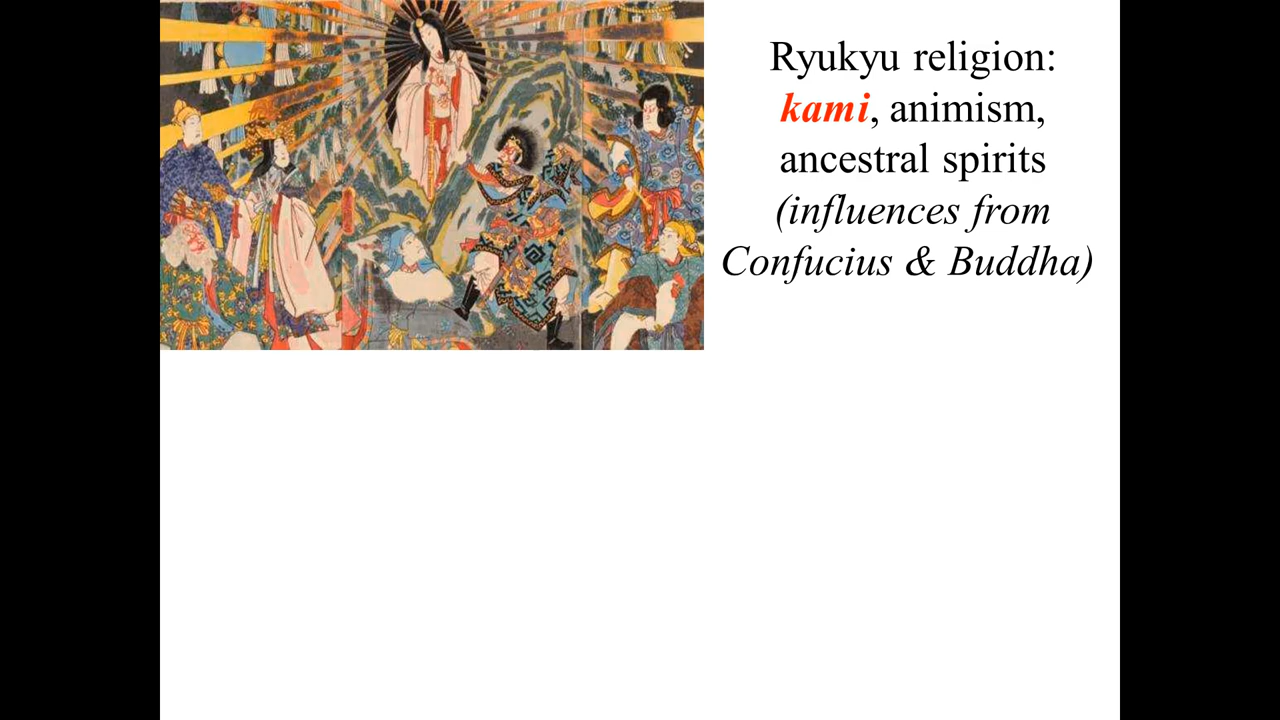 Ryukyu religion:
kami, animism,
ancestral spirits
(influences from
Confucius & Buddha)